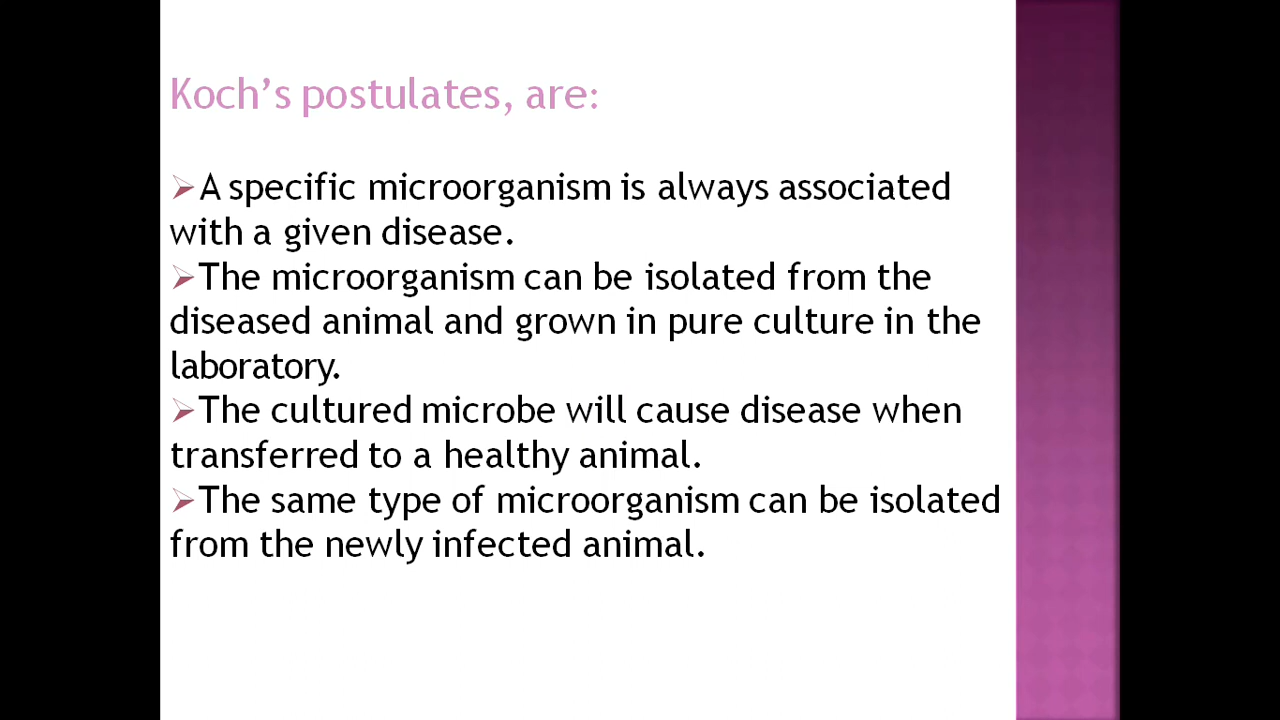 Koch’s postulates, are:
➢A specific microorganism is always associated
with a given disease.
➢The microorganism can be isolated from the
diseased animal and grown in pure culture in the
laboratory.
➢The cultured microbe will cause disease when
transferred to a healthy animal.
➢The same type of microorganism can be isolated
from the newly infected animal.